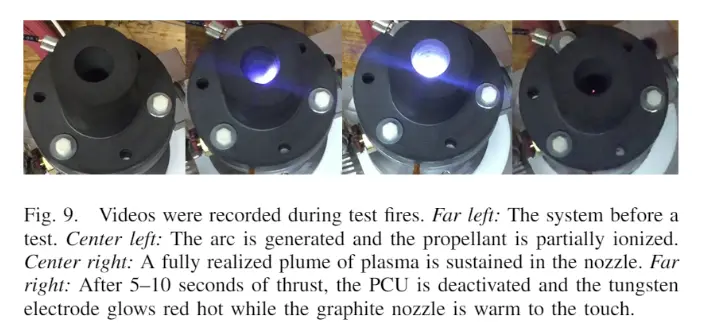 Fig. 9. Videos were recorded during test fires. Far left: The system before a
test. Center left: The arc is generated and the propellant is partially ionized.
Center right: A fully realized plume of plasma is sustained in the nozzle. Far
right: After 5–10 seconds of thrust, the PCU is deactivated and the tungsten
electrode glows red hot while the graphite nozzle is warm to the touch.